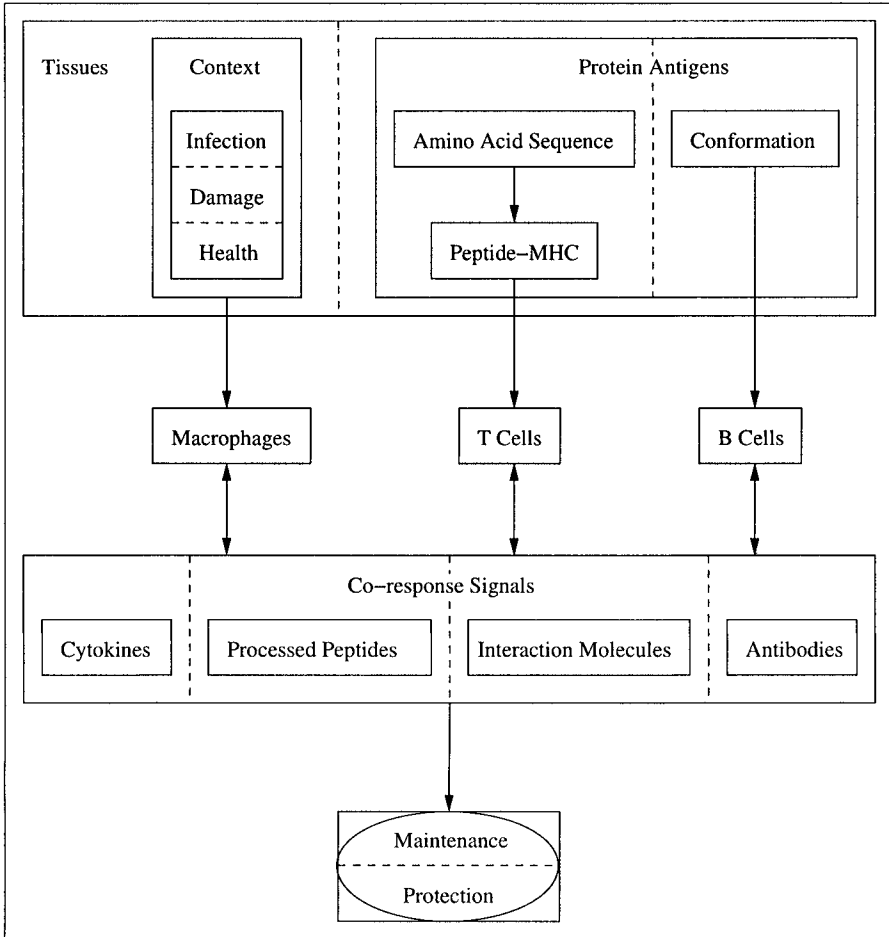 Tissues
Context
Protein Antigens
Infection
Damage
Health
Amino Acid Sequence
Conformation
Peptide–MHC
Macrophages
T Cells
B Cells
Co–response Signals
Cytokines
Processed Peptides
Interaction Molecules
Antibodies
Maintenance
Protection